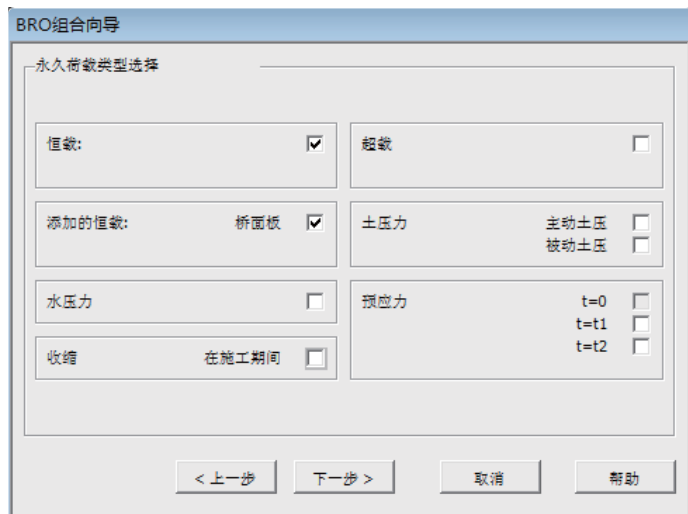 BRO组合向导
永久荷载类型选择
恒载:
超载
添加的恒载: 桥面板
土压力 主动土压
被动土压
水压力
预应力 t=0
t=t1
t=t2
收缩 在施工期间
< 上一步 下一步 > 取消 帮助